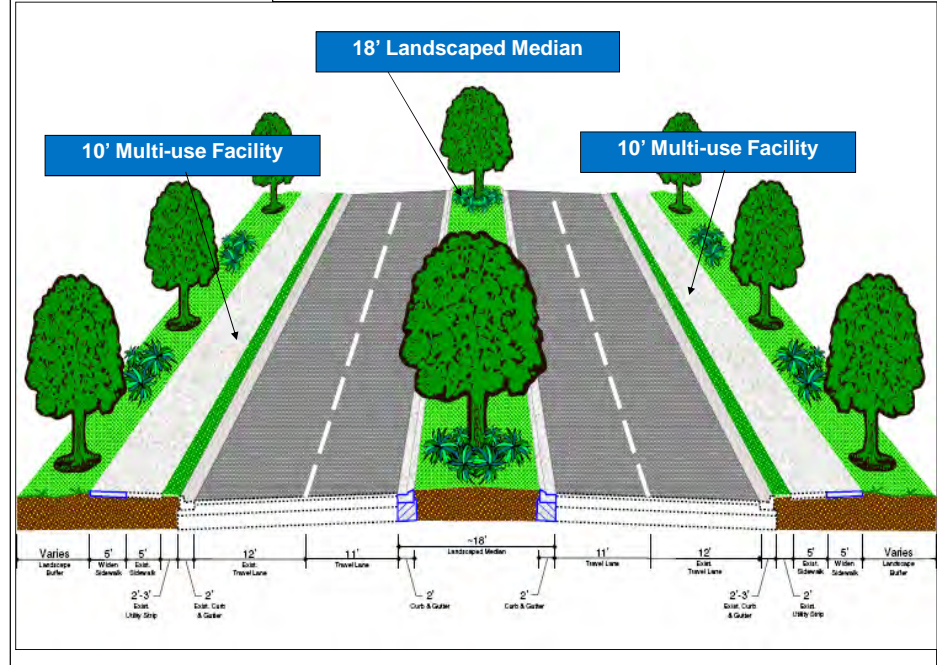 18' Landscaped Median
10' Multi-use Facility
10' Multi-use Facility
Varies
Landscape
Buffer
5'
Widen
Sidewalk
5'
Exist.
Sidewalk
2'-3'
Exist.
Utility Strip
2'
Exist. Curb
& Gutter
12'
Exist.
Travel Lane
11'
Travel Lane
~18'
Landscaped Median
2'
Curb & Gutter
2'
Curb & Gutter
11'
Travel Lane
12'
Exist.
Travel Lane
2'-3'
Exist. Curb
& Gutter
2'
Exist.
Utility Strip
5'
Exist.
Sidewalk
5'
Widen
Sidewalk
Varies
Landscape
Buffer